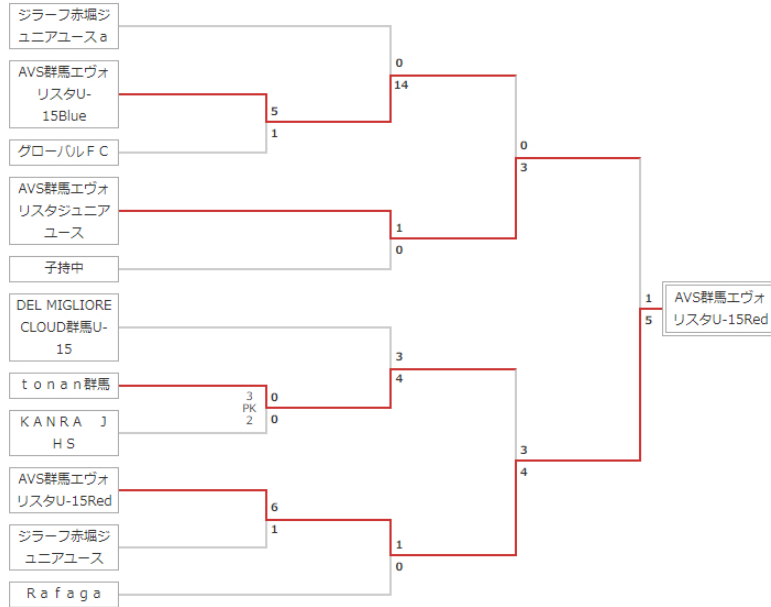 ジラーフ赤堀ジ
ュニアユースａ
0
14
AVS群馬エヴォ
リスタU-
15Blue
5
1
グローバルＦＣ
0
3
AVS群馬エヴォ
リスタジュニア
ユース
1
0
子持中
1
5
AVS群馬エヴォ
リスタU-15Red
DEL MIGLIORE
CLOUD群馬U-
15
3
4
ｔｏｎａｎ群馬
3
PK
2
0
0
ＫＡＮＲＡ　Ｊ
ＨＳ
3
4
AVS群馬エヴォ
リスタU-15Red
6
1
ジラーフ赤堀ジ
ュニアユース
1
0
Ｒａｆａｇａ